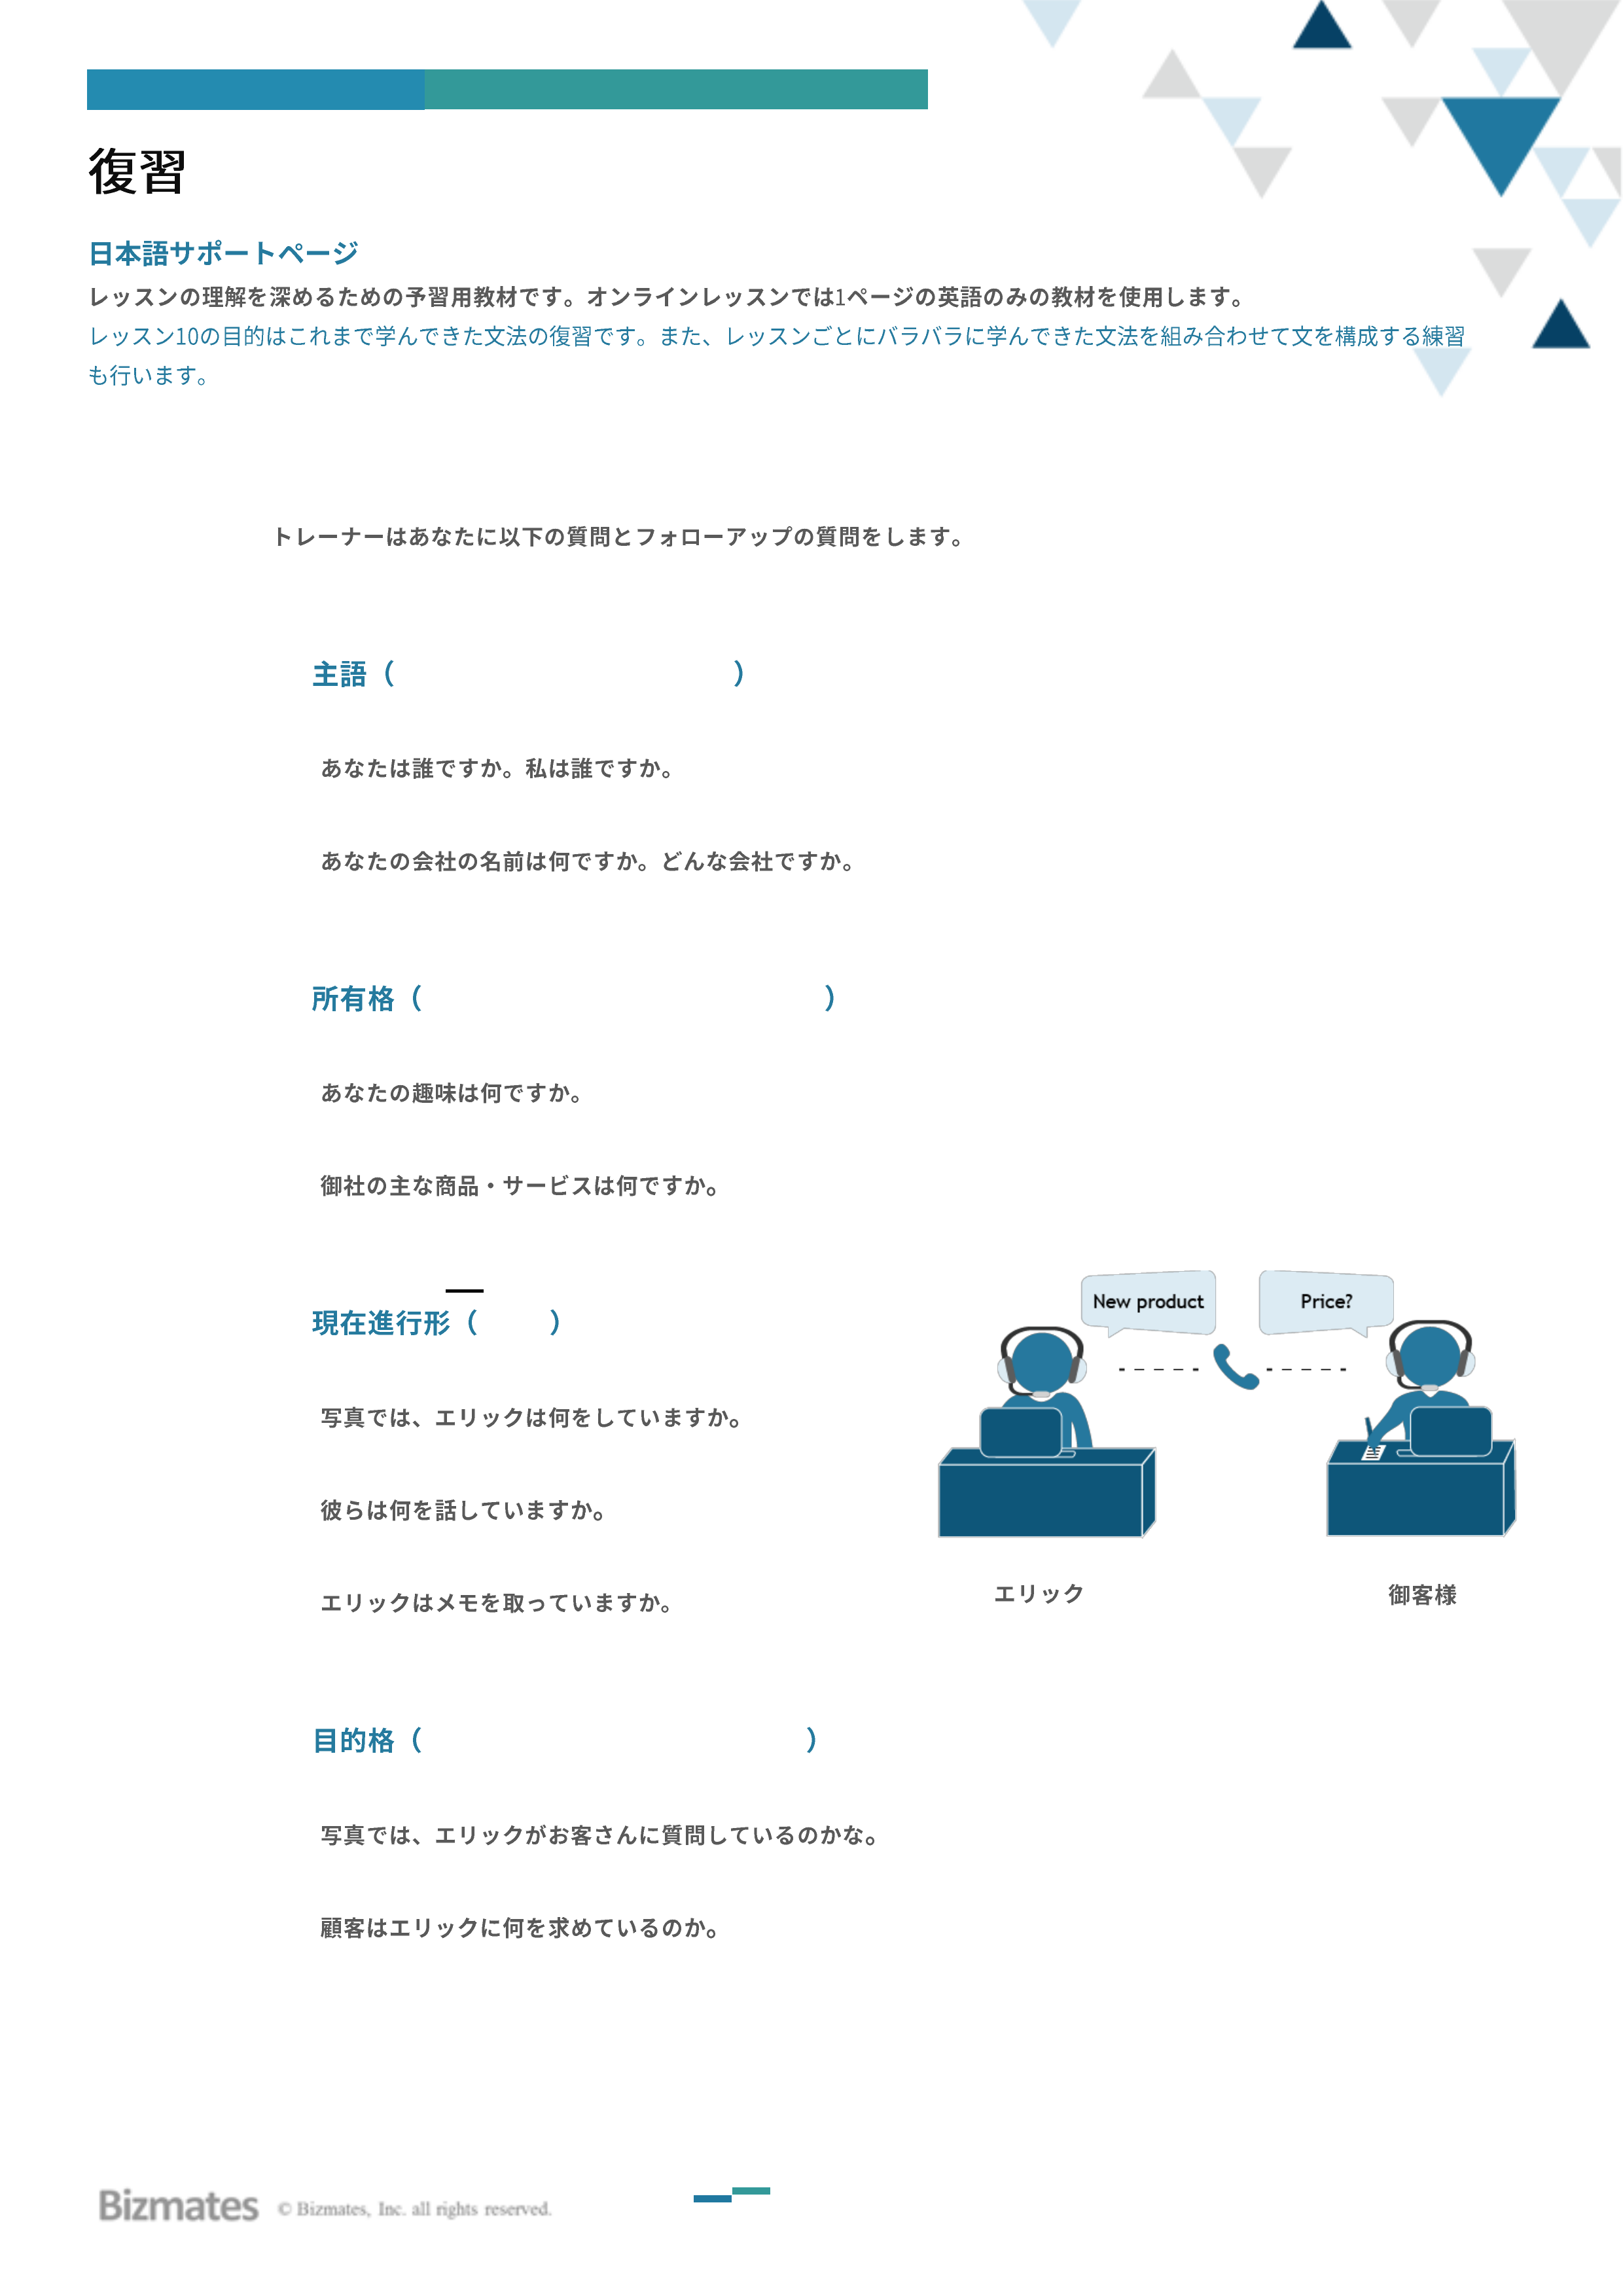 復習
日本語サポートページ
レッスンの理解を深めるための予習用教材です。オンラインレッスンでは1ページの英語のみの教材を使用します。
レッスン10の目的はこれまで学んできた文法の復習です。また、レッスンごとにバラバラに学んできた文法を組み合わせて文を構成する練習
も行います。
トレーナーはあなたに以下の質問とフォローアップの質問をします。
主語（ ）
あなたは誰ですか。私は誰ですか。
あなたの会社の名前は何ですか。どんな会社ですか。
所有格（ ）
あなたの趣味は何ですか。
御社の主な商品・サービスは何ですか。
現在進行形（ ）
写真では、エリックは何をしていますか。
彼らは何を話していますか。
エリックはメモを取っていますか。
New product
Price?
エリック
御客様
目的格（ ）
写真では、エリックがお客さんに質問しているのかな。
顧客はエリックに何を求めているのか。
Bizmates © Bizmates, Inc. all rights reserved.